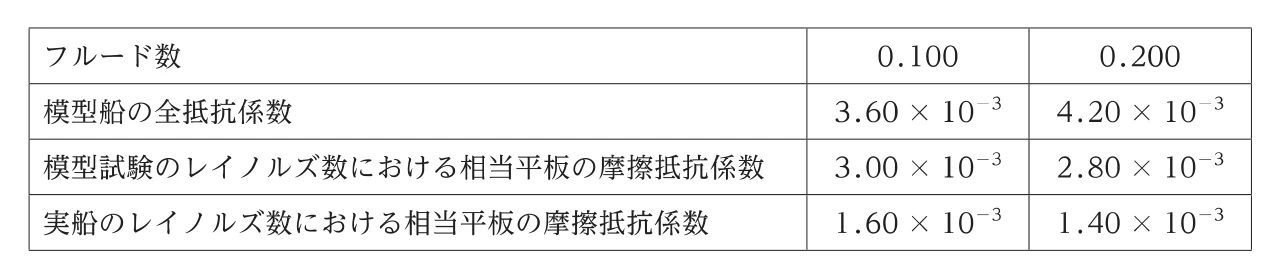 フルード数 0.100 0.200
模型船の全抵抗係数 3.60 × 10⁻³ 4.20 × 10⁻³
模型試験のレイノルズ数における相当平板の摩擦抵抗係数 3.00 × 10⁻³ 2.80 × 10⁻³
実船のレイノルズ数における相当平板の摩擦抵抗係数 1.60 × 10⁻³ 1.40 × 10⁻³